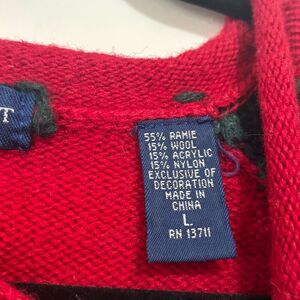 T
55% RAMIE
15% WOOL
15% ACRYLIC
15% NYLON
EXCLUSIVE OF
DECORATION
MADE IN
CHINA
L
RN 13711